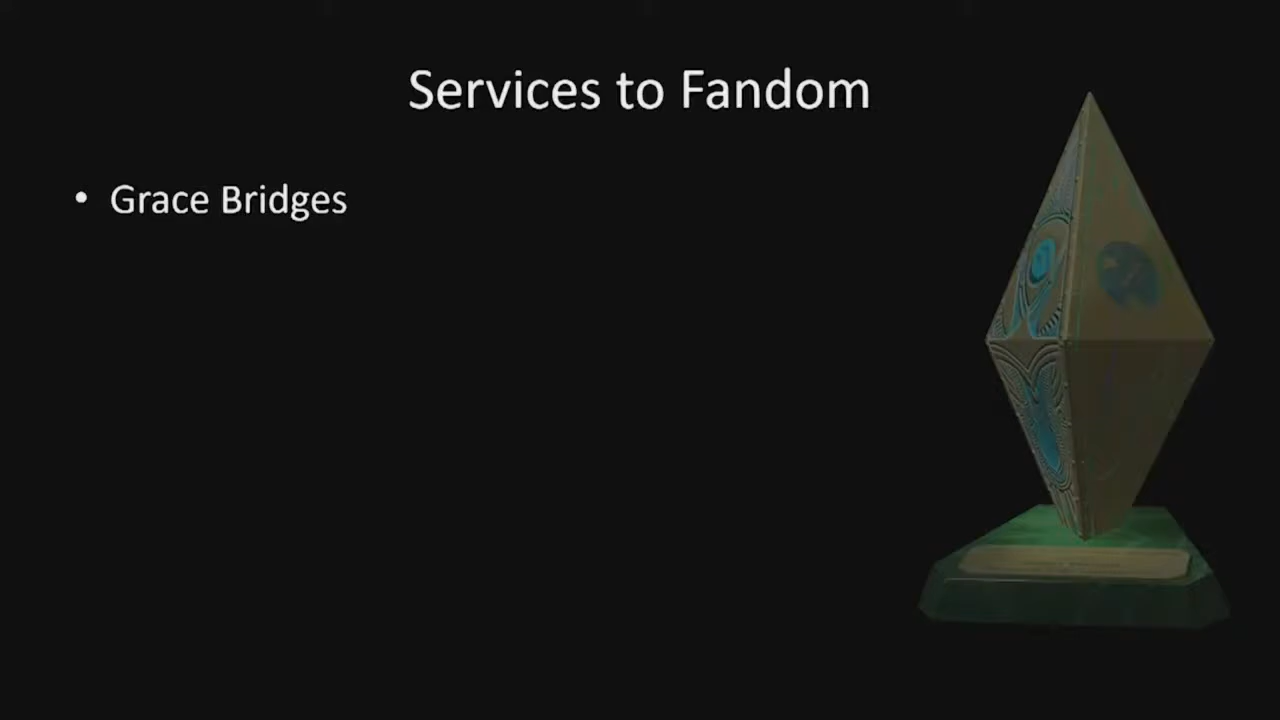 Services to Fandom
• Grace Bridges